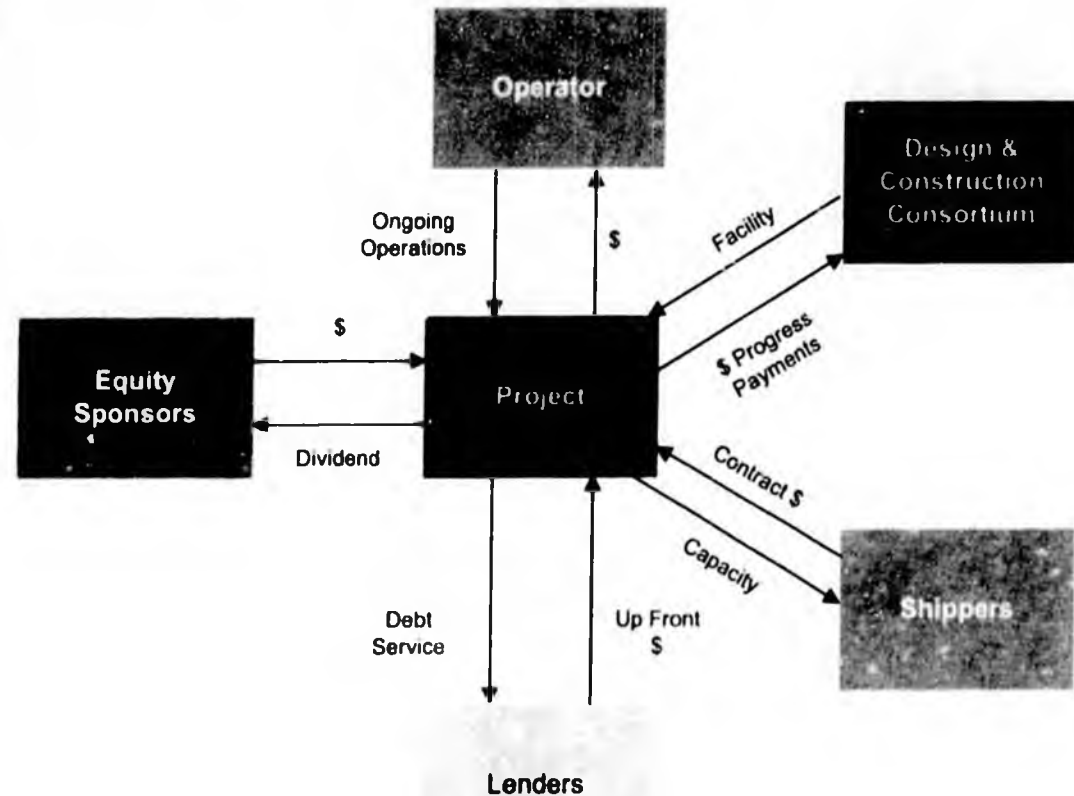 Operator
Design &
Construction
Consortium
Ongoing
Operations
$
Facility
$
Equity
Sponsors
Project
$ Progress
Payments
Dividend
Contract $
Capacity
Shippers
Debt
Service
Up Front
$
Lenders